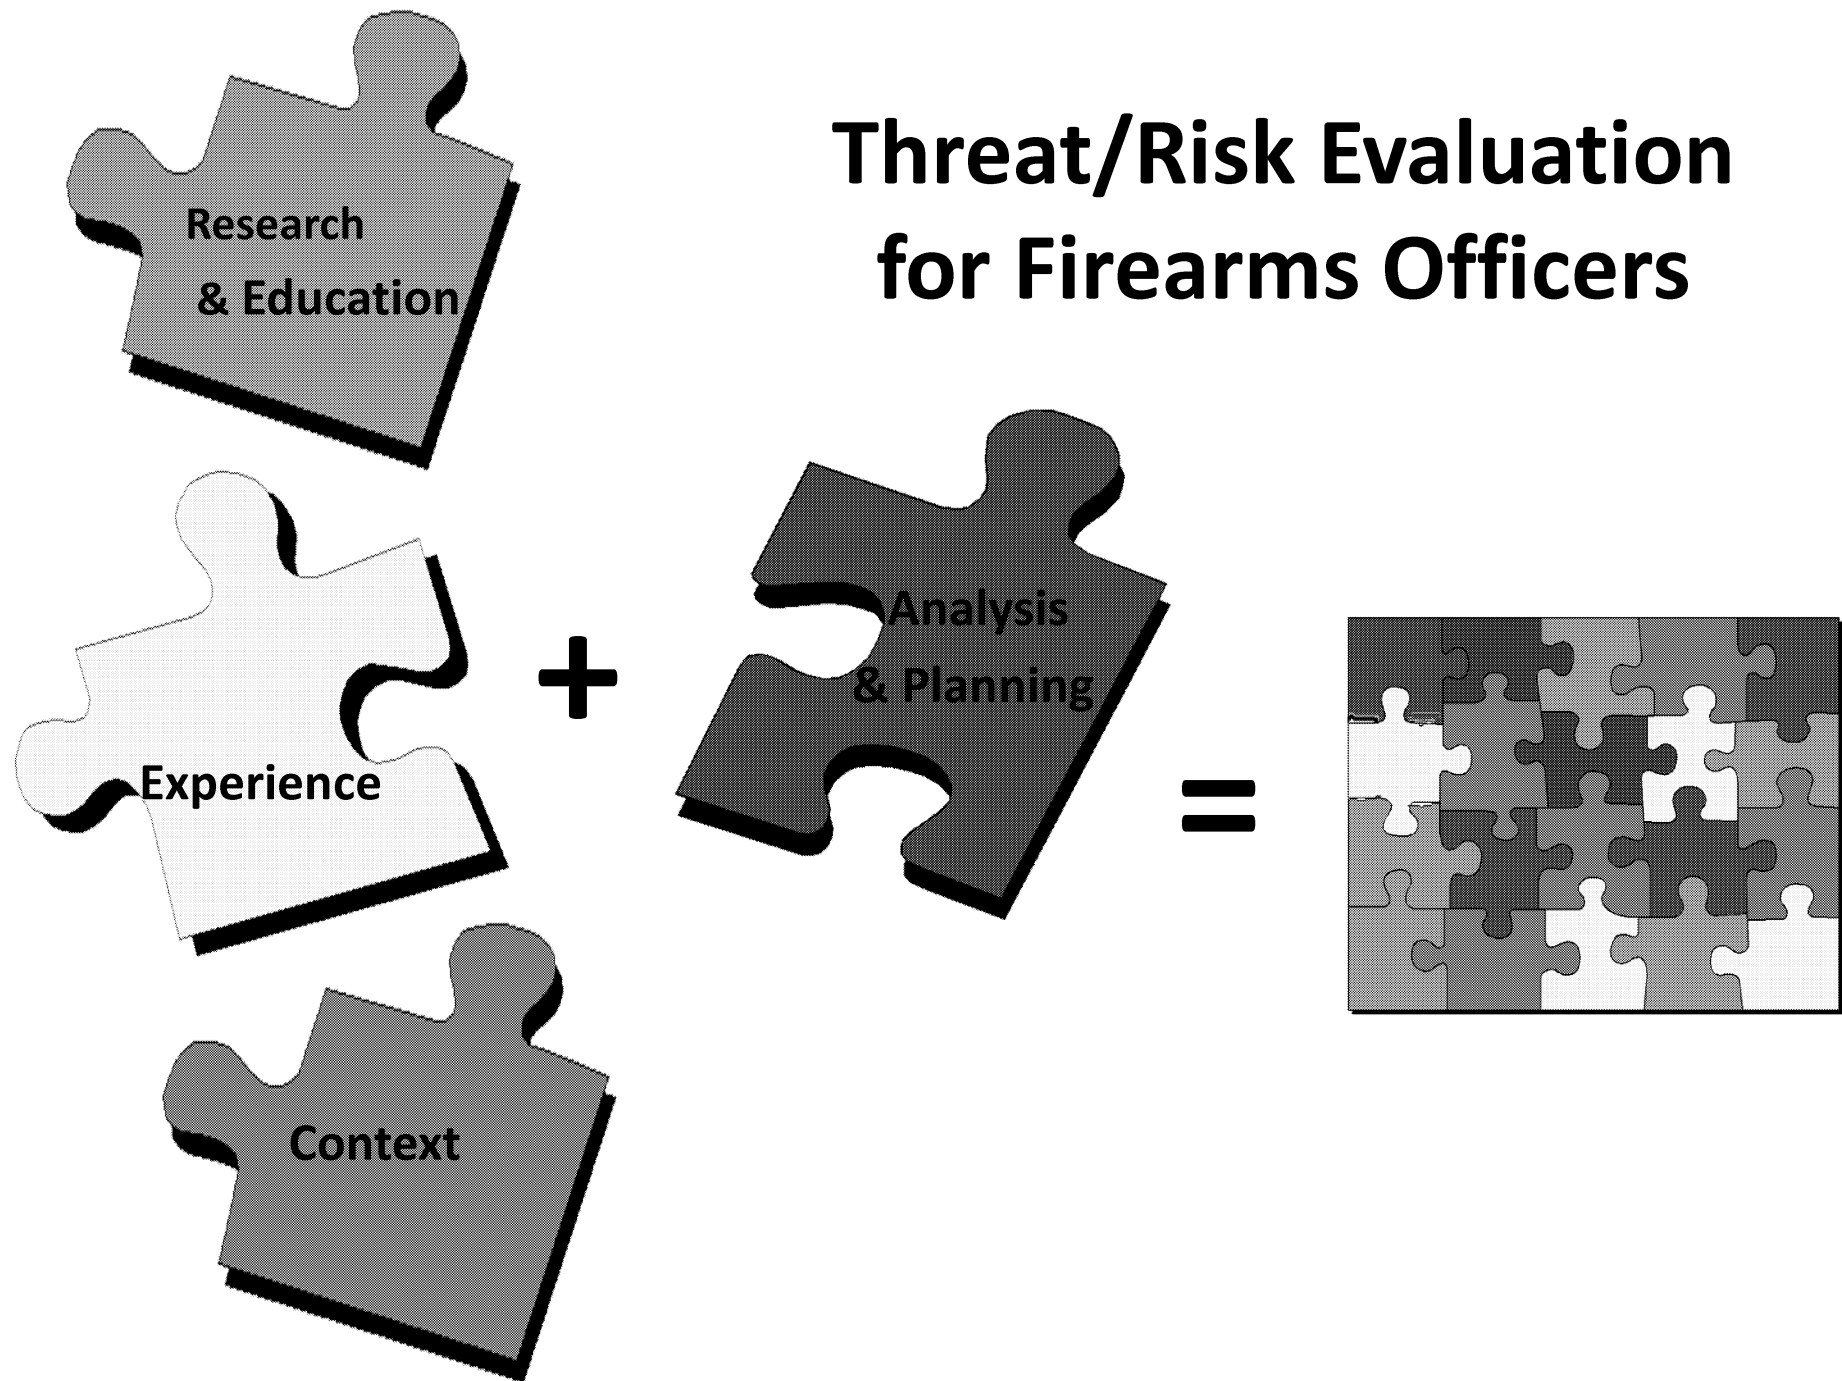 Threat/Risk Evaluation
for Firearms Officers
Research
& Education
Experience
Context
+
Analysis
& Planning
=